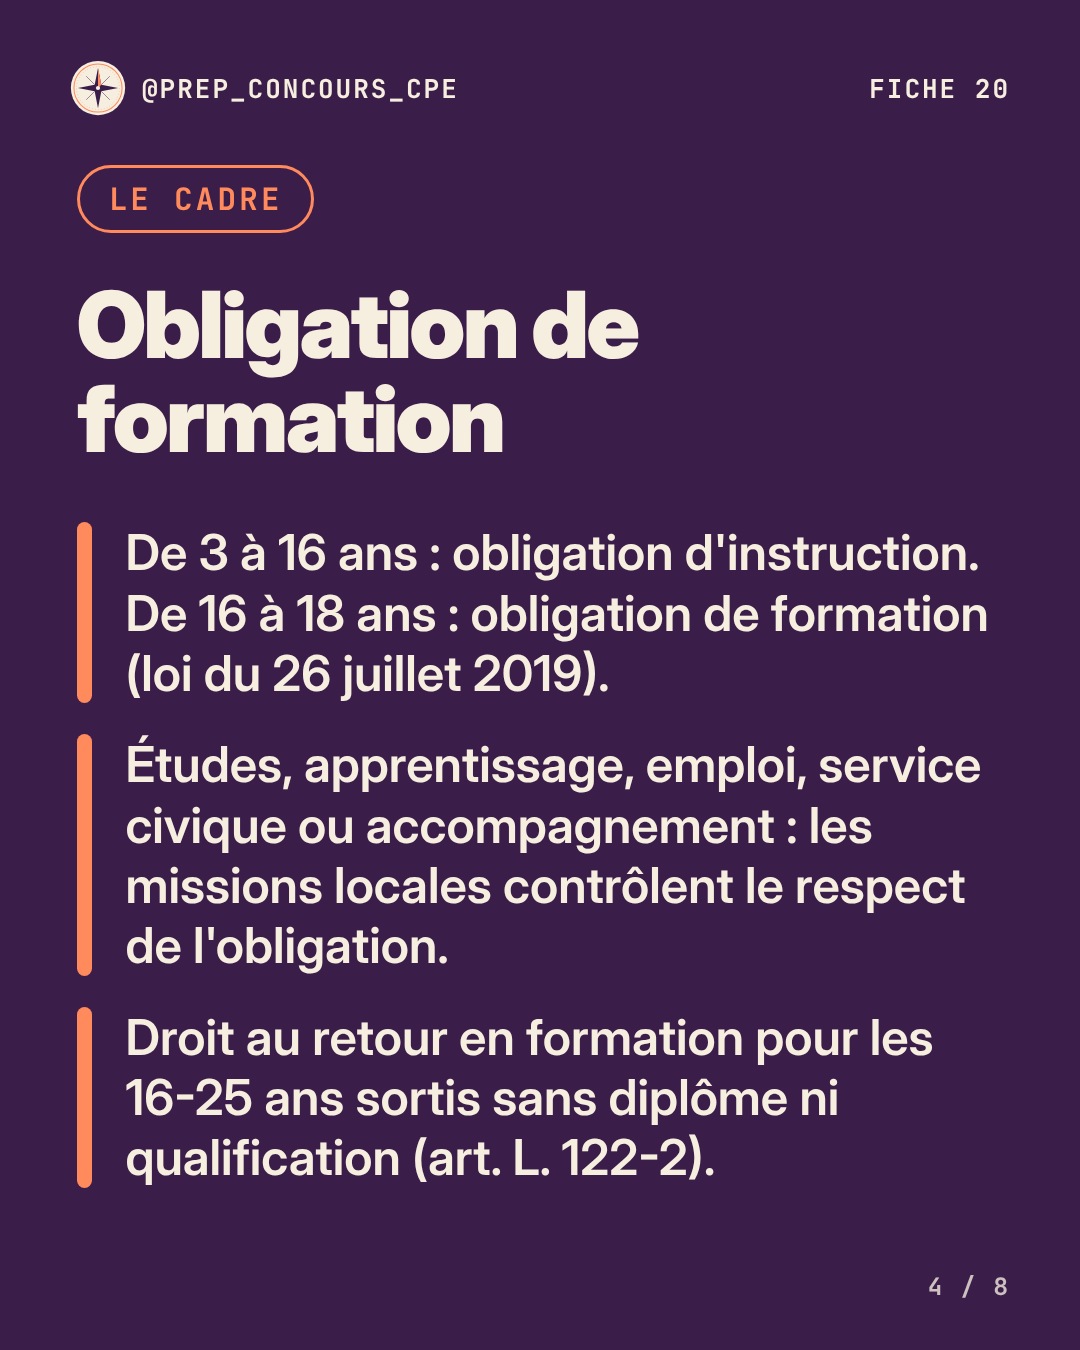 @PREP_CONCOURS_CPE
FICHE 20
LE CADRE
Obligation de
formation
De 3 à 16 ans : obligation d'instruction.
De 16 à 18 ans : obligation de formation
(loi du 26 juillet 2019).
Études, apprentissage, emploi, service
civique ou accompagnement : les
missions locales contrôlent le respect
de l'obligation.
Droit au retour en formation pour les
16-25 ans sortis sans diplôme ni
qualification (art. L. 122-2).
4 / 8